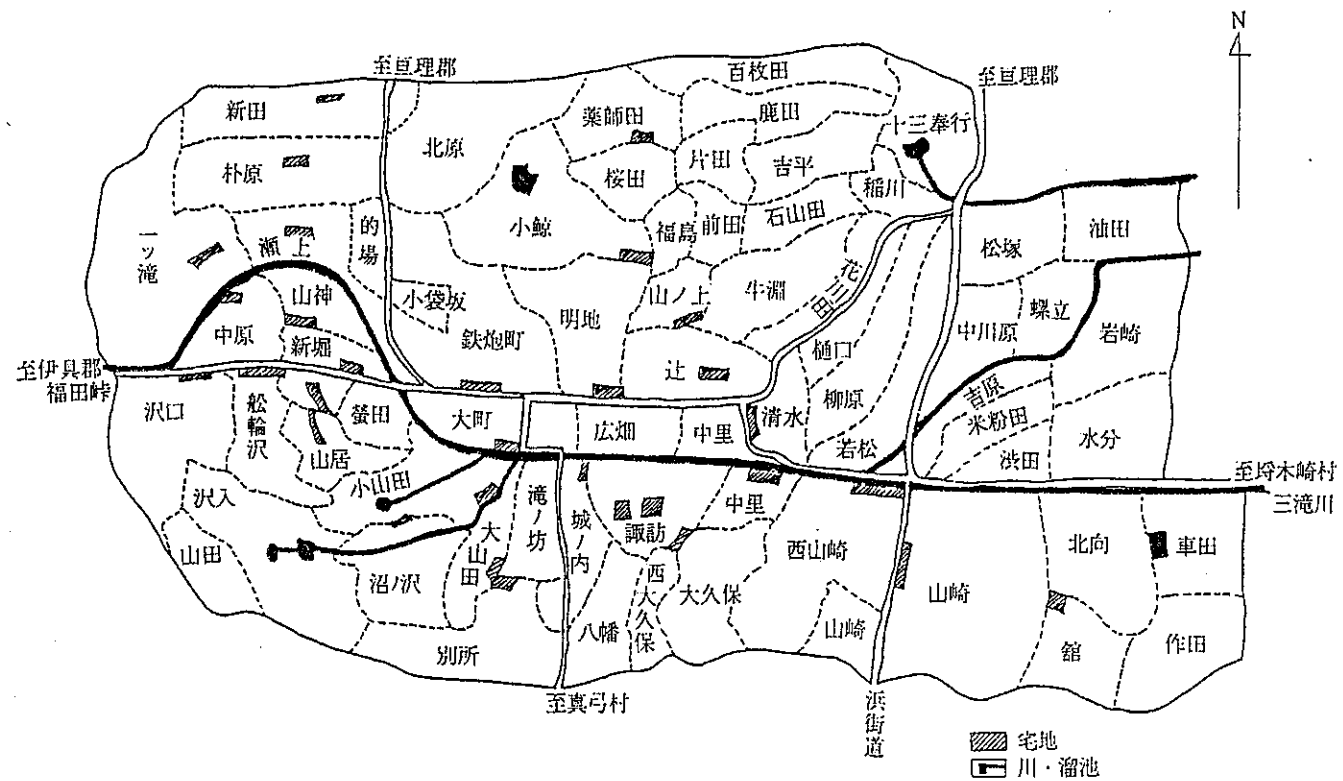 N
至亘理郡
至亘理郡
百枚田
新田
薬師田
鹿田
十三奉行
北原
片田
吉平
朴原
桜田
稲川
的場
小鯨
福島
前田
石山田
油田
一ッ滝
瀬上
松塚
花三田
山神
小袋坂
山ノ上
牛淵
螺立
中原
鉄炮町
明地
中川原
岩崎
新堀
樋口
至伊具郡
福田峠
辻
吉原
沢口
舩輪沢
螢田
大町
広畑
中里
清水
柳原
米粉田
水分
山居
若松
渋田
小山田
至埒木崎村
三滝川
沢入
滝ノ坊
城ノ内
諏訪
中里
大山田
西山崎
北向
車田
山田
沼ノ沢
西大久保
大久保
山崎
別所
八幡
山崎
舘
作田
至真弓村
浜街道
宅地
川・溜池